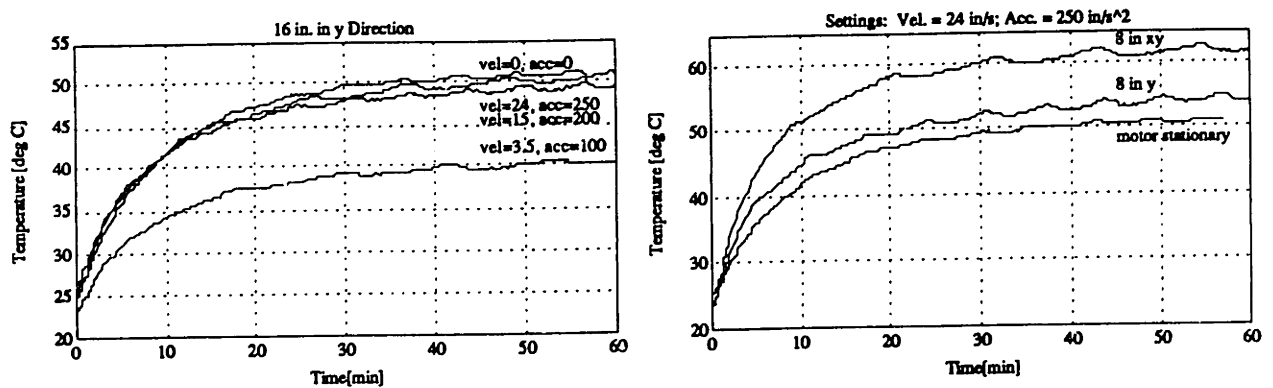 16 in. in y Direction
55
50
45
40
35
30
25
20
Temperature [deg C]
vel=0, acc=0
vel=24, acc=250
vel=15, acc=200
vel=3.5, acc=100
0 10 20 30 40 50 60
Time[min]
Settings: Vel. = 24 in/s; Acc. = 250 in/s^2
60
50
40
30
20
Temperature [deg C]
8 in xy
8 in y
motor stationary
0 10 20 30 40 50 60
Time[min]